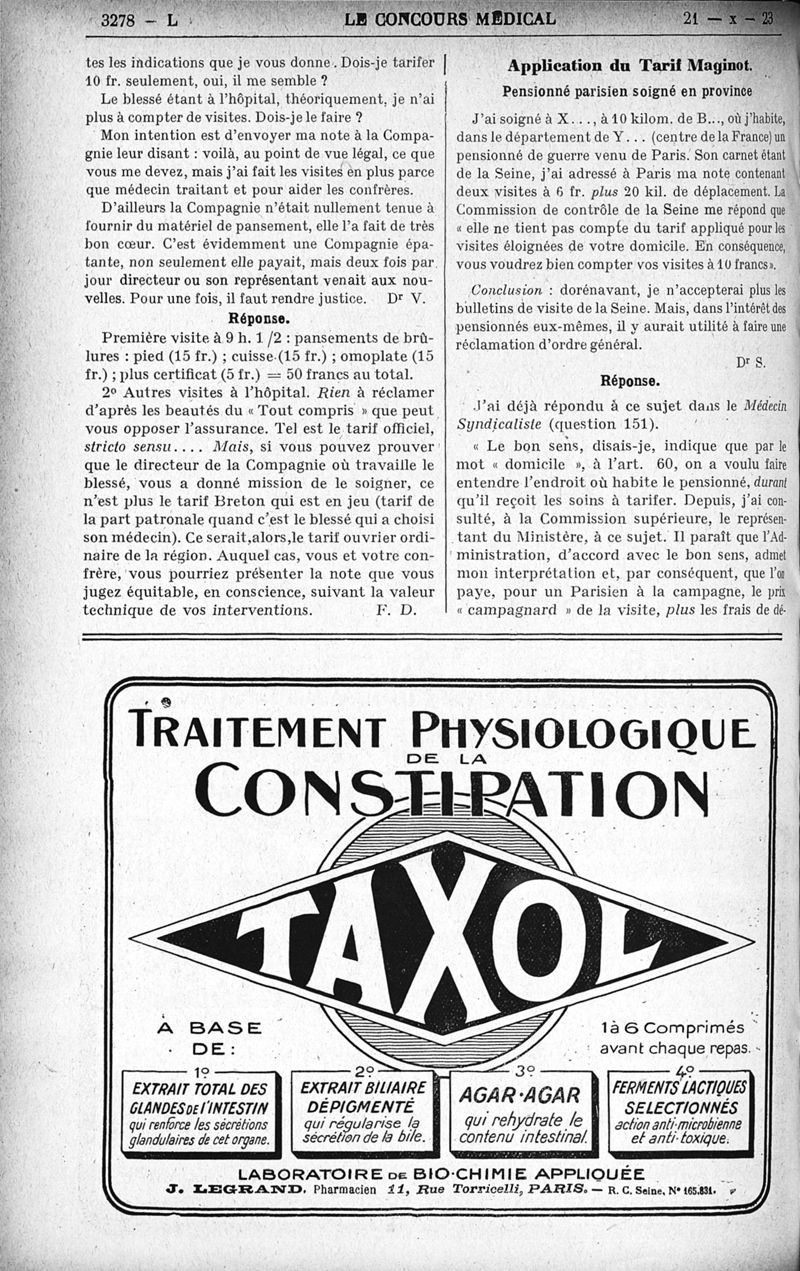 3278 — L
LE CONCOURS MÉDICAL
21 — x — 23
tes les indications que je vous donne. Dois-je tarifer
10 fr. seulement, oui, il me semble ?
Le blessé étant à l'hôpital, théoriquement, je n'ai
plus à compter de visites. Dois-je le faire ?
Mon intention est d'envoyer ma note à la Compa-
gnie leur disant : voilà, au point de vue légal, ce que
vous me devez, mais j'ai fait les visites en plus parce
que médecin traitant et pour aider les confrères.
D'ailleurs la Compagnie n'était nullement tenue à
fournir du matériel de pansement, elle l'a fait de très
bon cœur. C'est évidemment une Compagnie épa-
tante, non seulement elle payait, mais deux fois par
jour directeur ou son représentant venait aux nou-
velles. Pour une fois, il faut rendre justice. Dr V.
Réponse.
Première visite à 9 h. 1/2 : pansements de brû-
lures : pied (15 fr.) ; cuisse (15 fr.) ; omoplate (15
fr.) ; plus certificat (5 fr.) = 50 francs au total.
2º Autres visites à l'hôpital. Rien à réclamer
d'après les beautés du « Tout compris » que peut
vous opposer l'assurance. Tel est le tarif officiel,
stricto sensu.... Mais, si vous pouvez prouver
que le directeur de la Compagnie où travaille le
blessé, vous a donné mission de le soigner, ce
n'est plus le tarif Breton qui est en jeu (tarif de
la part patronale quand c'est le blessé qui a choisi
son médecin). Ce serait,alors,le tarif ouvrier ordi-
naire de la région. Auquel cas, vous et votre con-
frère, vous pourriez présenter la note que vous
jugez équitable, en conscience, suivant la valeur
technique de vos interventions. F. D.
Application du Tarif Maginot.
Pensionné parisien soigné en province
J'ai soigné à X..., à 10 kilom. de B..., où j'habite,
dans le département de Y... (centre de la France) un
pensionné de guerre venu de Paris. Son carnet étant
de la Seine, j'ai adressé à Paris ma note contenant
deux visites à 6 fr. plus 20 kil. de déplacement. La
Commission de contrôle de la Seine me répond que
« elle ne tient pas compte du tarif appliqué pour les
visites éloignées de votre domicile. En conséquence,
vous voudrez bien compter vos visites à 10 francs ».
Conclusion : dorénavant, je n'accepterai plus les
bulletins de visite de la Seine. Mais, dans l'intérêt des
pensionnés eux-mêmes, il y aurait utilité à faire une
réclamation d'ordre général.
Dr S.
Réponse.
J'ai déjà répondu à ce sujet dans le Médecin
Syndicaliste (question 151).
« Le bon sens, disais-je, indique que par le
mot « domicile », à l'art. 60, on a voulu faire
entendre l'endroit où habite le pensionné, durant
qu'il reçoit les soins à tarifer. Depuis, j'ai con-
sulté, à la Commission supérieure, le représen-
tant du Ministère, à ce sujet. Il paraît que l'Ad-
ministration, d'accord avec le bon sens, admet
mon interprétation et, par conséquent, que l'on
paye, pour un Parisien à la campagne, le prix
« campagnard » de la visite, plus les frais de dé-
TRAITEMENT PHYSIOLOGIQUE
DE LA
CONSTIPATION
TAXOL
A BASE
DE :
1 à 6 Comprimés
avant chaque repas.
1º
EXTRAIT TOTAL DES
GLANDES DE l'INTESTIN
qui renforce les sécrétions
glandulaires de cet organe.
2º
EXTRAIT BILIAIRE
DÉPIGMENTÉ
qui régularise la
sécrétion de la bile.
3º
AGAR-AGAR
qui rehydrate le
contenu intestinal.
4º
FERMENTS LACTIQUES
SELECTIONNÉS
action anti-microbienne
et anti-toxique.
LABORATOIRE DE BIO-CHIMIE APPLIQUÉE
J. LEGRAND, Pharmacien 11, Rue Torricelli, PARIS. — R. C. Seine, Nº 165.831.